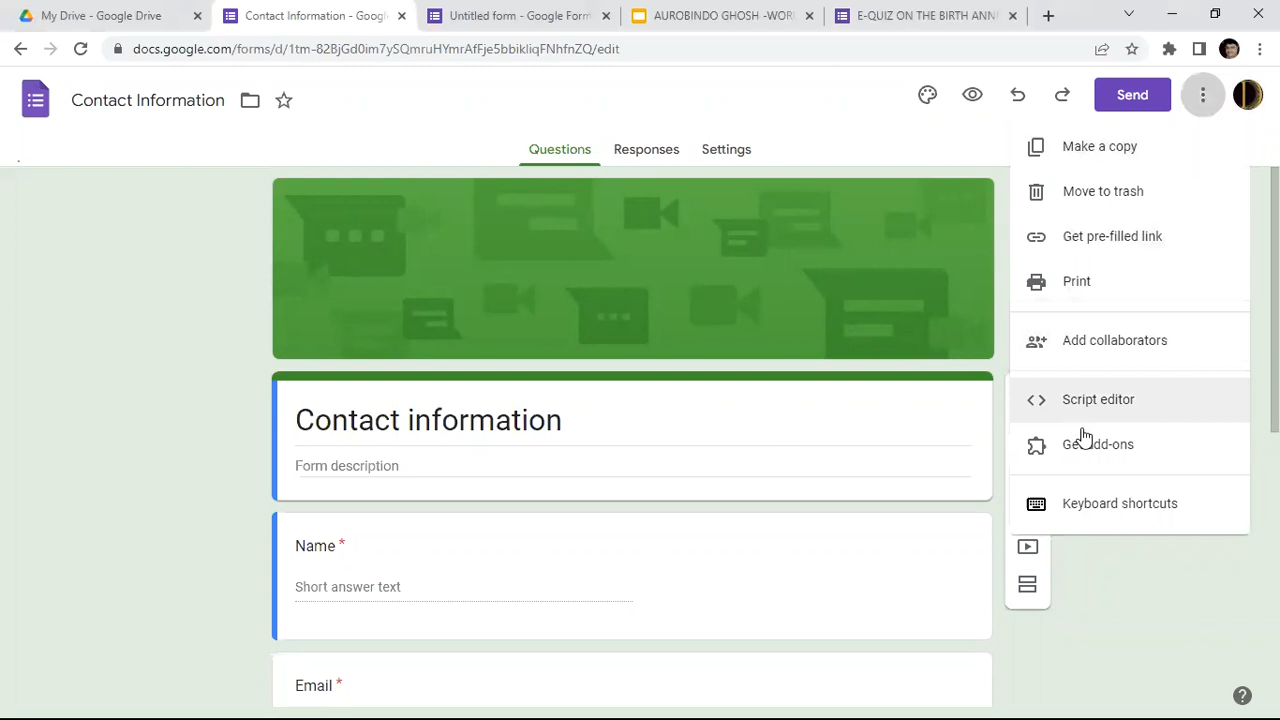 My Drive - Google Drive
Contact Information - Googl
Untitled form - Google Form
AUROBINDO GHOSH -WOR
E-QUIZ ON THE BIRTH ANN
docs.google.com/forms/d/1tm-82BjGd0im7ySQmruHYmrAfFje5bbikliqFNhfnZQ/edit
Contact Information
Send
Questions
Responses
Settings
Make a copy
Move to trash
Get pre-filled link
Print
Add collaborators
Script editor
Get add-ons
Keyboard shortcuts
Contact information
Form description
Name *
Short answer text
Email *